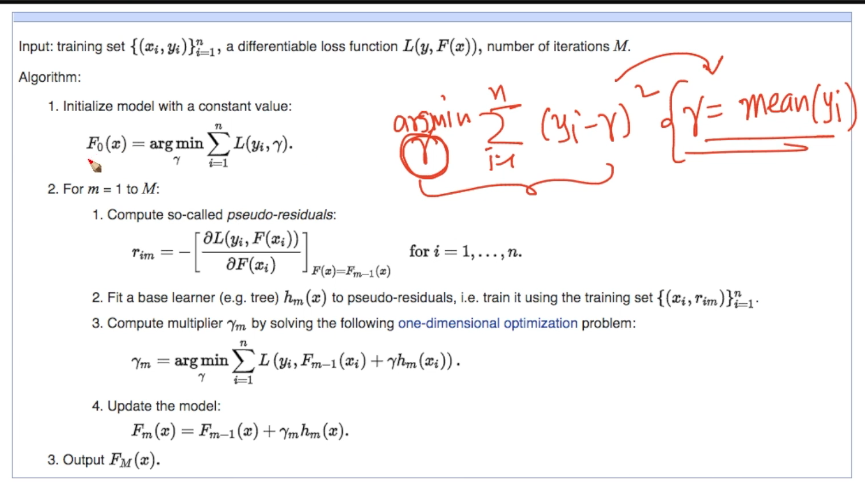 Input: training set {(xᵢ, yᵢ)}ⁿᵢ₌₁, a differentiable loss function L(y, F(x)), number of iterations M.
Algorithm:
1. Initialize model with a constant value:
F₀(x) = arg min_γ ∑ⁿᵢ₌₁ L(yᵢ, γ).
argmin_γ ∑ⁿᵢ₌₁ (yᵢ-γ)² {γ = mean(yᵢ)
2. For m = 1 to M:
1. Compute so-called pseudo-residuals:
rᵢₘ = −[∂L(yᵢ, F(xᵢ)) / ∂F(xᵢ)]_{F(x)=Fₘ₋₁(x)} for i = 1, …, n.
2. Fit a base learner (e.g. tree) hₘ(x) to pseudo-residuals, i.e. train it using the training set {(xᵢ, rᵢₘ)}ⁿᵢ₌₁.
3. Compute multiplier γₘ by solving the following one-dimensional optimization problem:
γₘ = arg min_γ ∑ⁿᵢ₌₁ L(yᵢ, Fₘ₋₁(xᵢ) + γhₘ(xᵢ)).
4. Update the model:
Fₘ(x) = Fₘ₋₁(x) + γₘhₘ(x).
3. Output F_M(x).